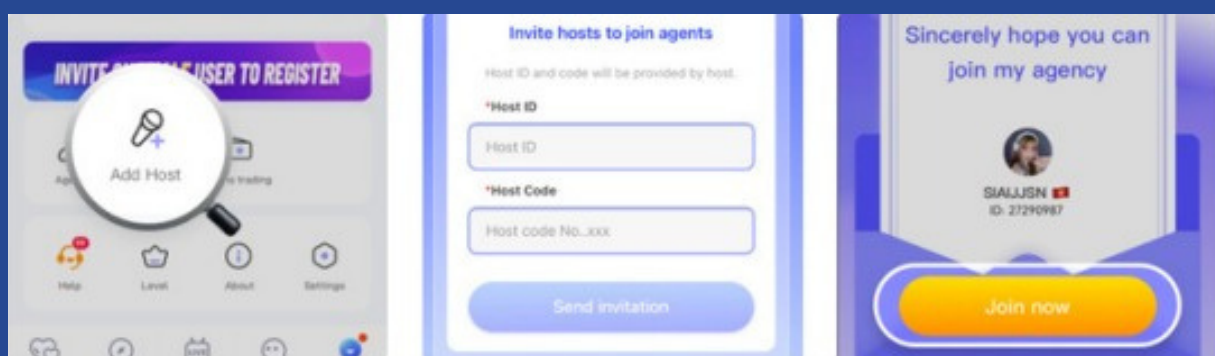 INVITE USER TO REGISTER
Add Host
trading
Help
Level
About
Settings
LIVE
Invite hosts to join agents
Host ID and code will be provided by host.
*Host ID
Host ID
*Host Code
Host code No..xxx
Send invitation
Sincerely hope you can
join my agency
SIAIJJSN
ID: 27290987
Join now